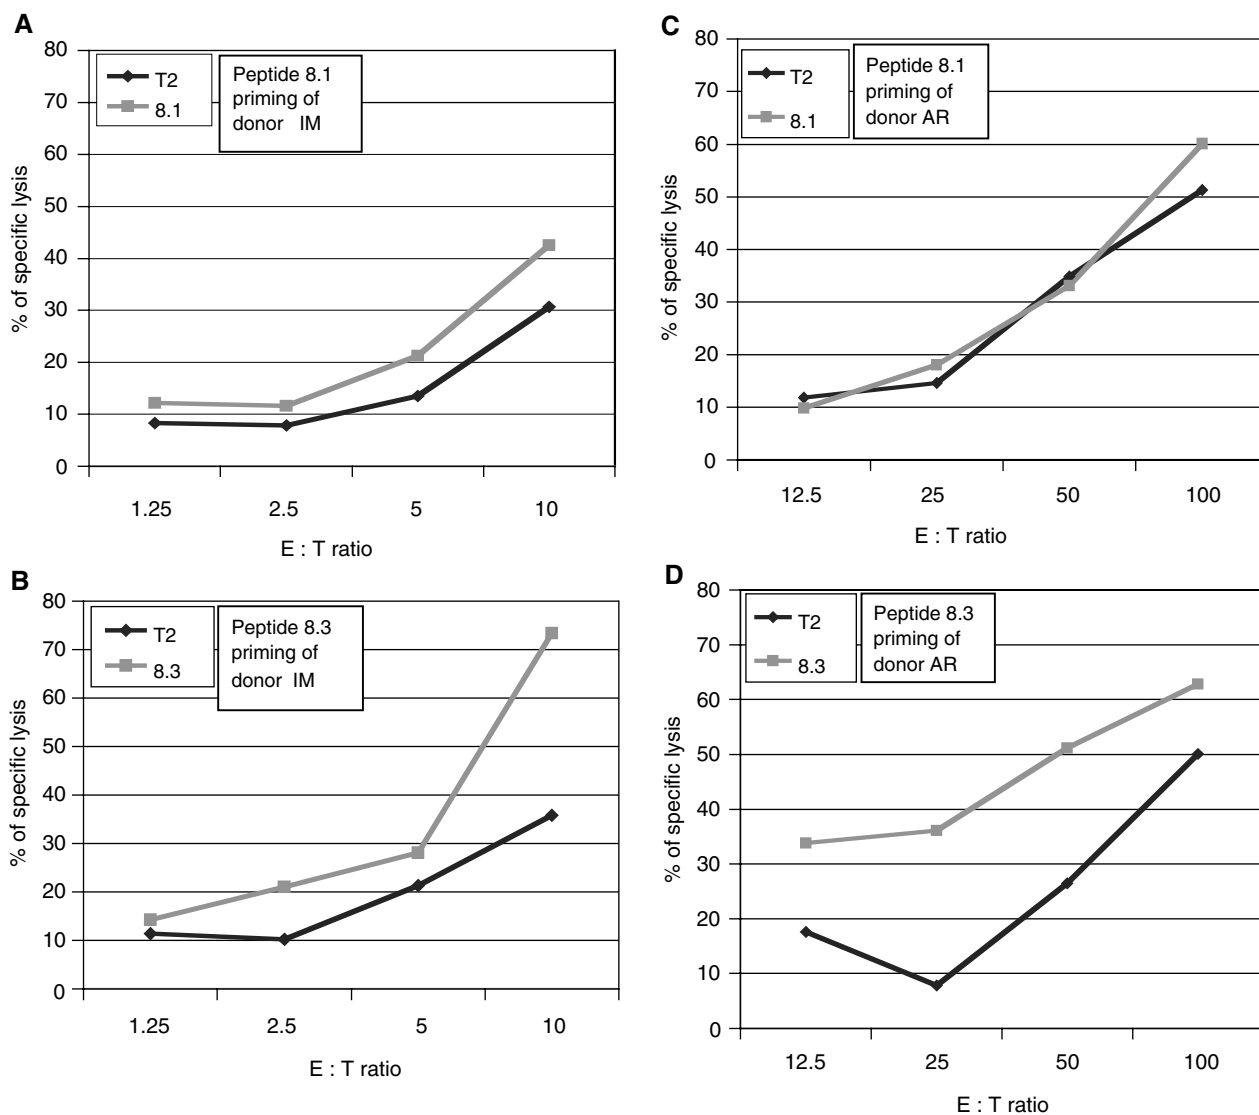 A
80
70
60
50
40
30
20
10
0
% of specific lysis
T2
8.1
Peptide 8.1
priming of
donor IM
1.25 2.5 5 10
E : T ratio
B
80
70
60
50
40
30
20
10
0
% of specific lysis
T2
8.3
Peptide 8.3
priming of
donor IM
1.25 2.5 5 10
E : T ratio
C
80
70
60
50
40
30
20
10
0
% of specific lysis
T2
8.1
Peptide 8.1
priming of
donor AR
12.5 25 50 100
E : T ratio
D
80
70
60
50
40
30
20
10
0
% of specific lysis
T2
8.3
Peptide 8.3
priming of
donor AR
12.5 25 50 100
E : T ratio